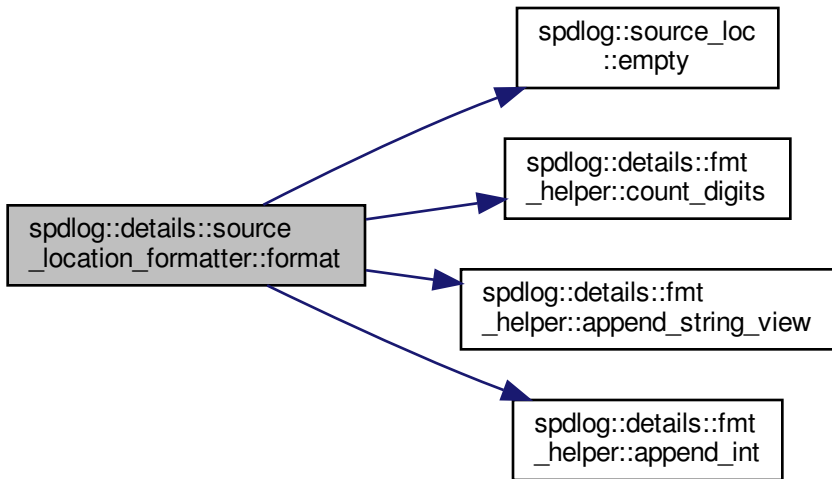 spdlog::source_loc
::empty
spdlog::details::fmt
_helper::count_digits
spdlog::details::source
_location_formatter::format
spdlog::details::fmt
_helper::append_string_view
spdlog::details::fmt
_helper::append_int